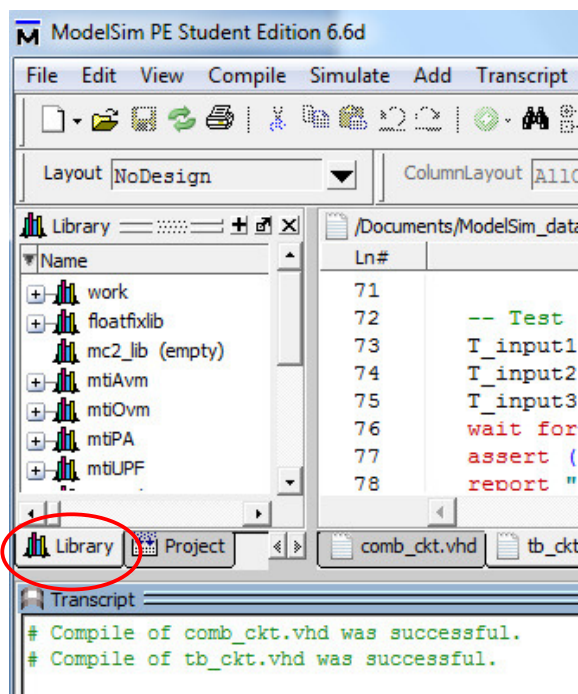 ModelSim PE Student Edition 6.6d
File Edit View Compile Simulate Add Transcript
Layout NoDesign ColumnLayout
Library
/Documents/ModelSim_data
Name
Ln#
work
floatfixlib
mc2_lib (empty)
mtiAvm
mtiOvm
mtiPA
mtiUPF
71
72 -- Test
73 T_input1
74 T_input2
75 T_input3
76 wait for
77 assert (
78 report "
Library Project
comb_ckt.vhd tb_ckt
Transcript
# Compile of comb_ckt.vhd was successful.
# Compile of tb_ckt.vhd was successful.